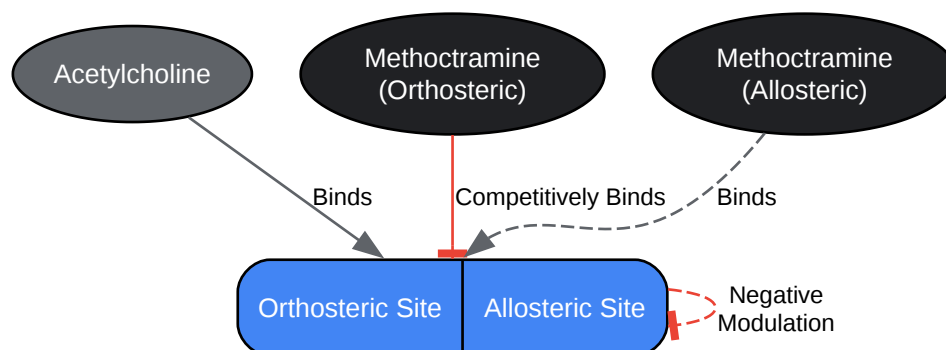 Acetylcholine
Methoctramine
(Orthosteric)
Methoctramine
(Allosteric)
Binds
Competitively Binds
Binds
Orthosteric Site
Allosteric Site
Negative
Modulation